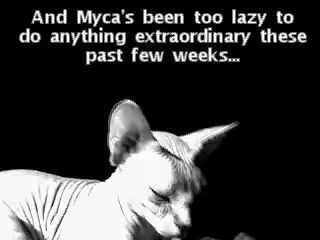 And Myca's been too lazy to
do anything extraordinary these
past few weeks...